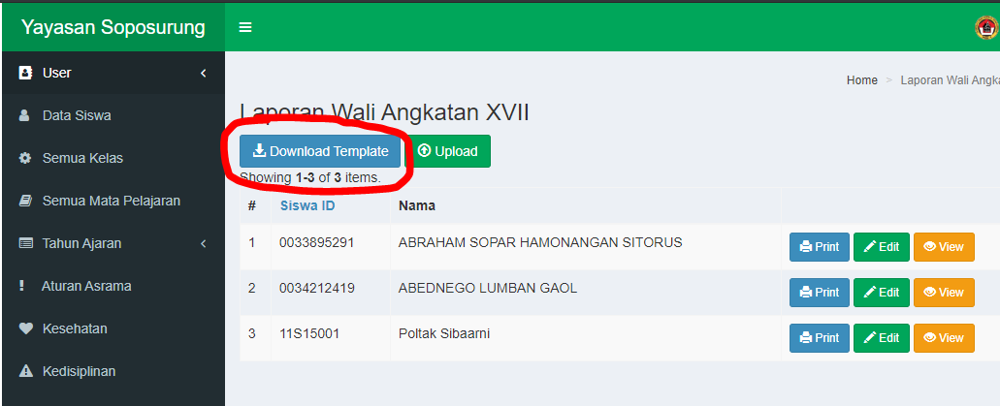 Yayasan Soposurung
User
Data Siswa
Semua Kelas
Semua Mata Pelajaran
Tahun Ajaran
Aturan Asrama
Kesehatan
Kedisiplinan
Home > Laporan Wali Angka
Laporan Wali Angkatan XVII
Download Template Upload
Showing 1-3 of 3 items.
# Siswa ID Nama
1 0033895291 ABRAHAM SOPAR HAMONANGAN SITORUS Print Edit View
2 0034212419 ABEDNEGO LUMBAN GAOL Print Edit View
3 11S15001 Poltak Sibaarni Print Edit View